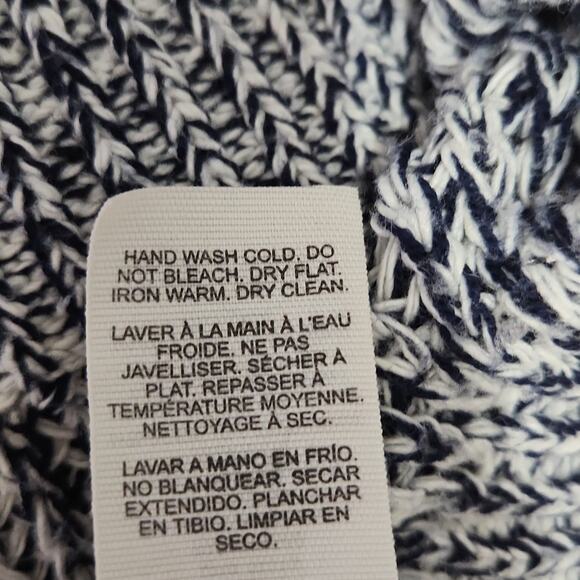 HAND WASH COLD. DO
NOT BLEACH. DRY FLAT.
IRON WARM. DRY CLEAN.
LAVER À LA MAIN À L'EAU
FROIDE. NE PAS
JAVELLISER. SÉCHER À
PLAT. REPASSER À
TEMPÉRATURE MOYENNE.
NETTOYAGE À SEC.
LAVAR A MANO EN FRÍO.
NO BLANQUEAR. SECAR
EXTENDIDO. PLANCHAR
EN TIBIO. LIMPIAR EN
SECO.